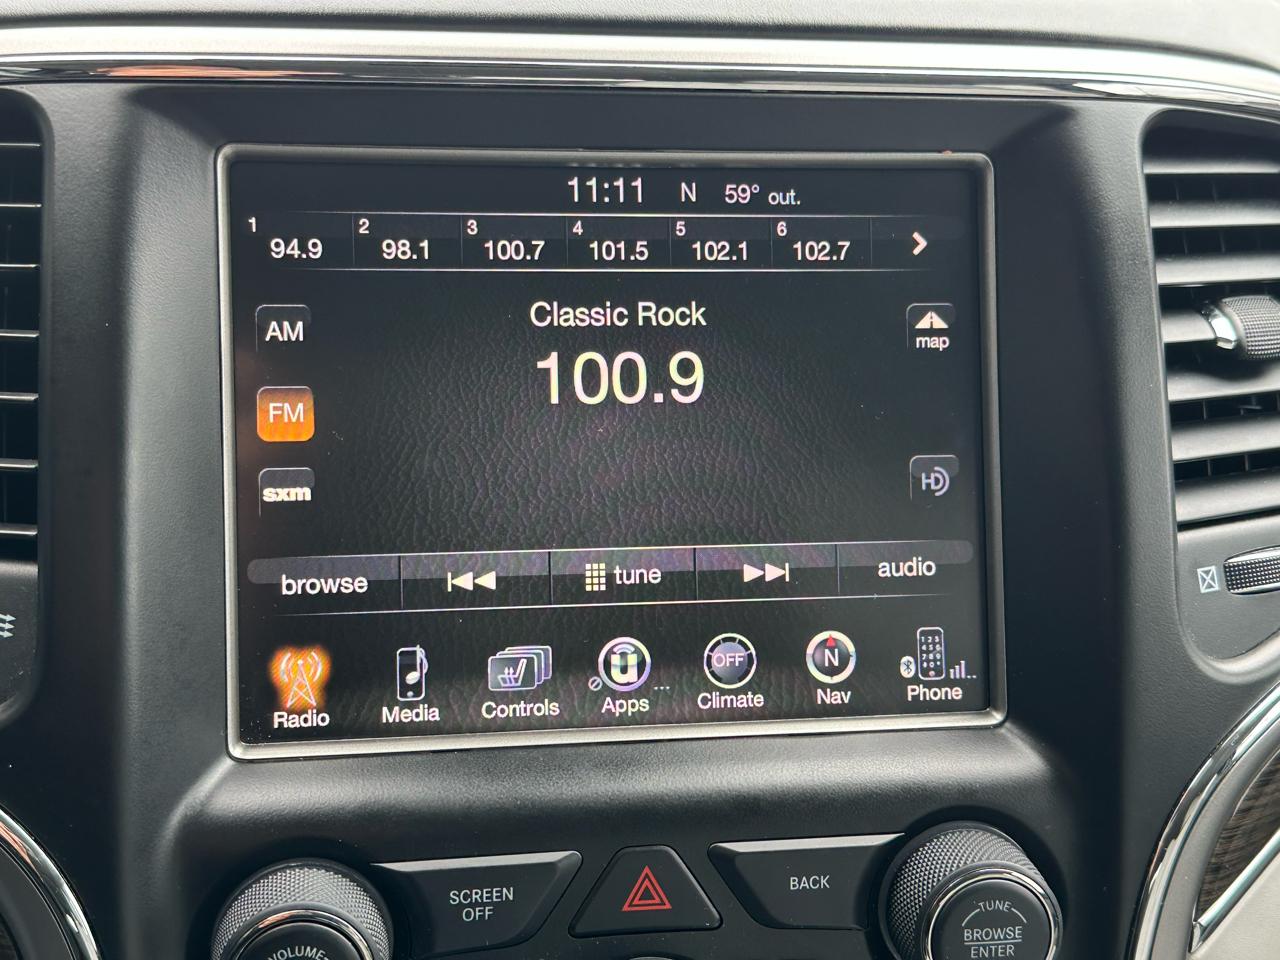 11:11 N 59° out.
1 94.9 2 98.1 3 100.7 4 101.5 5 102.1 6 102.7
Classic Rock
100.9
AM
FM
sxm
map
HD
browse tune audio
OFF N
Radio Media Controls Apps Climate Nav Phone
SCREEN
OFF
BACK
VOLUME
TUNE
BROWSE
ENTER